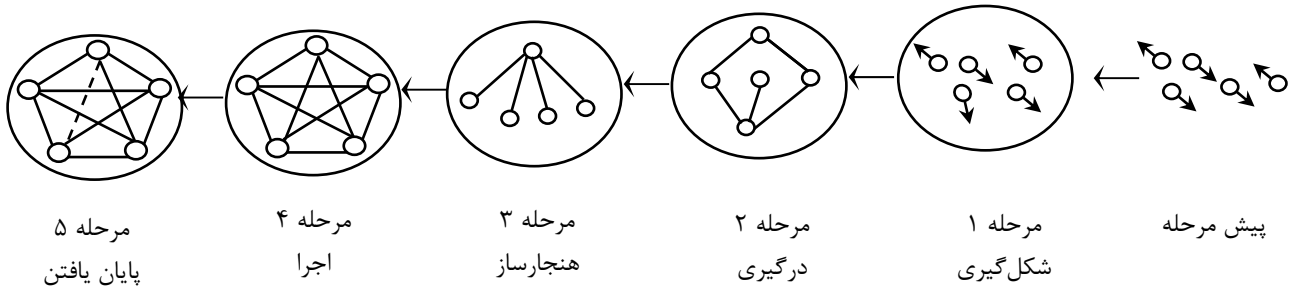 پیش مرحله
مرحله ۱
شکل‌گیری
مرحله ۲
درگیری
مرحله ۳
هنجارساز
مرحله ۴
اجرا
مرحله ۵
پایان یافتن